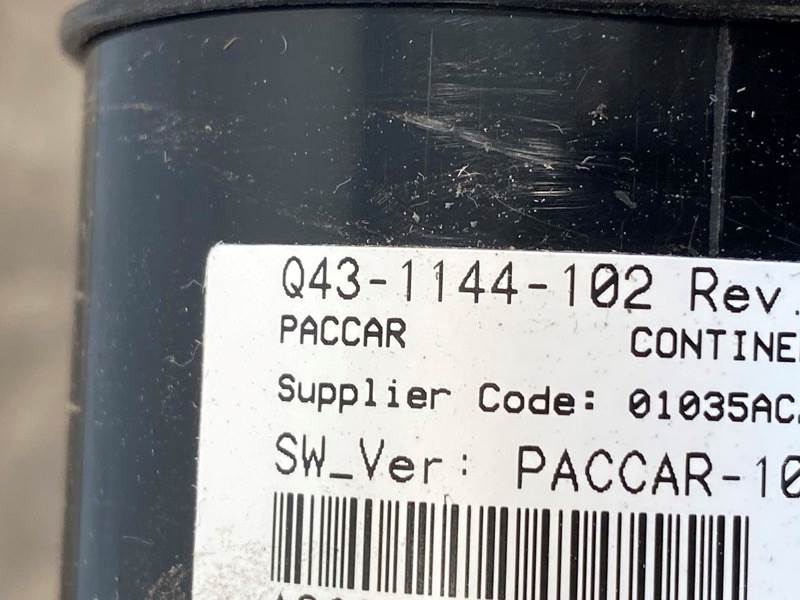 Q43-1144-102 Rev.
PACCAR CONTINE
Supplier Code: 01035AC
SW_Ver: PACCAR-10